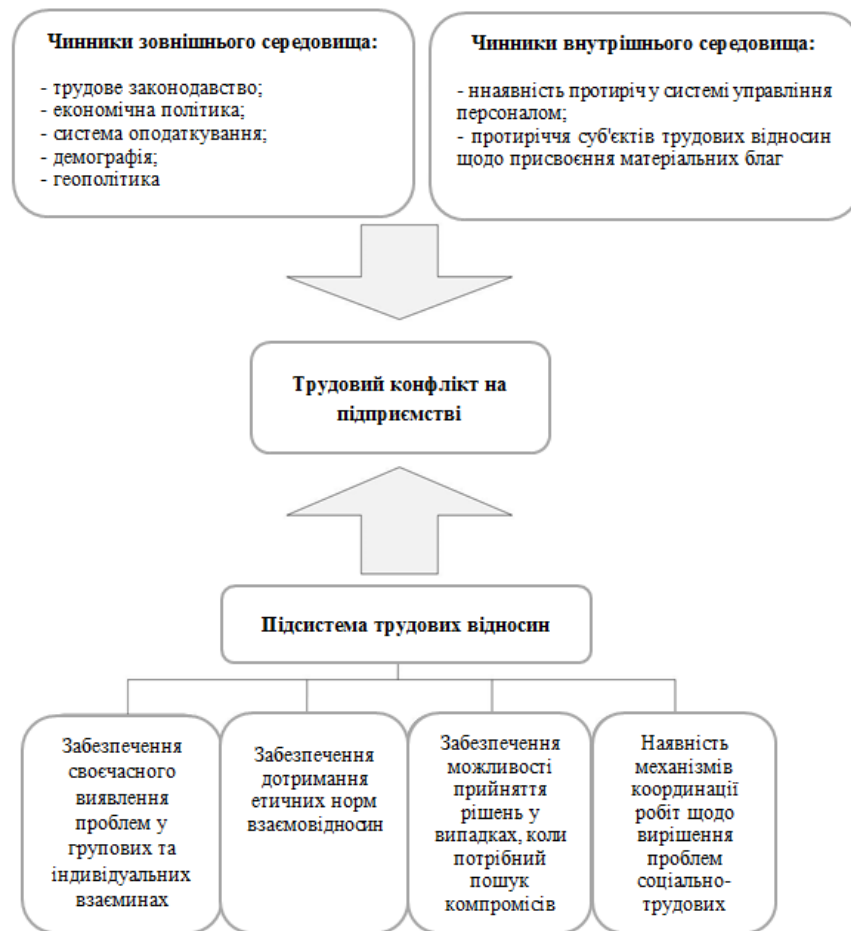 Чинники зовнішнього середовища:
- трудове законодавство;
- економічна політика;
- система оподаткування;
- демографія;
- геополітика
Чинники внутрішнього середовища:
- ннаявність протиріч у системі управління
персоналом;
- протиріччя суб'єктів трудових відносин
щодо присвоєння матеріальних благ
Трудовий конфлікт на
підприємстві
Підсистема трудових відносин
Забезпечення
своєчасного
виявлення
проблем у
групових та
індивідуальних
взаєминах
Забезпечення
дотримання
етичних норм
взаємовідносин
Забезпечення
можливості
прийняття
рішень у
випадках, коли
потрібний
пошук
компромісів
Наявність
механізмів
координації
робіт щодо
вирішення
проблем
соціально-
трудових